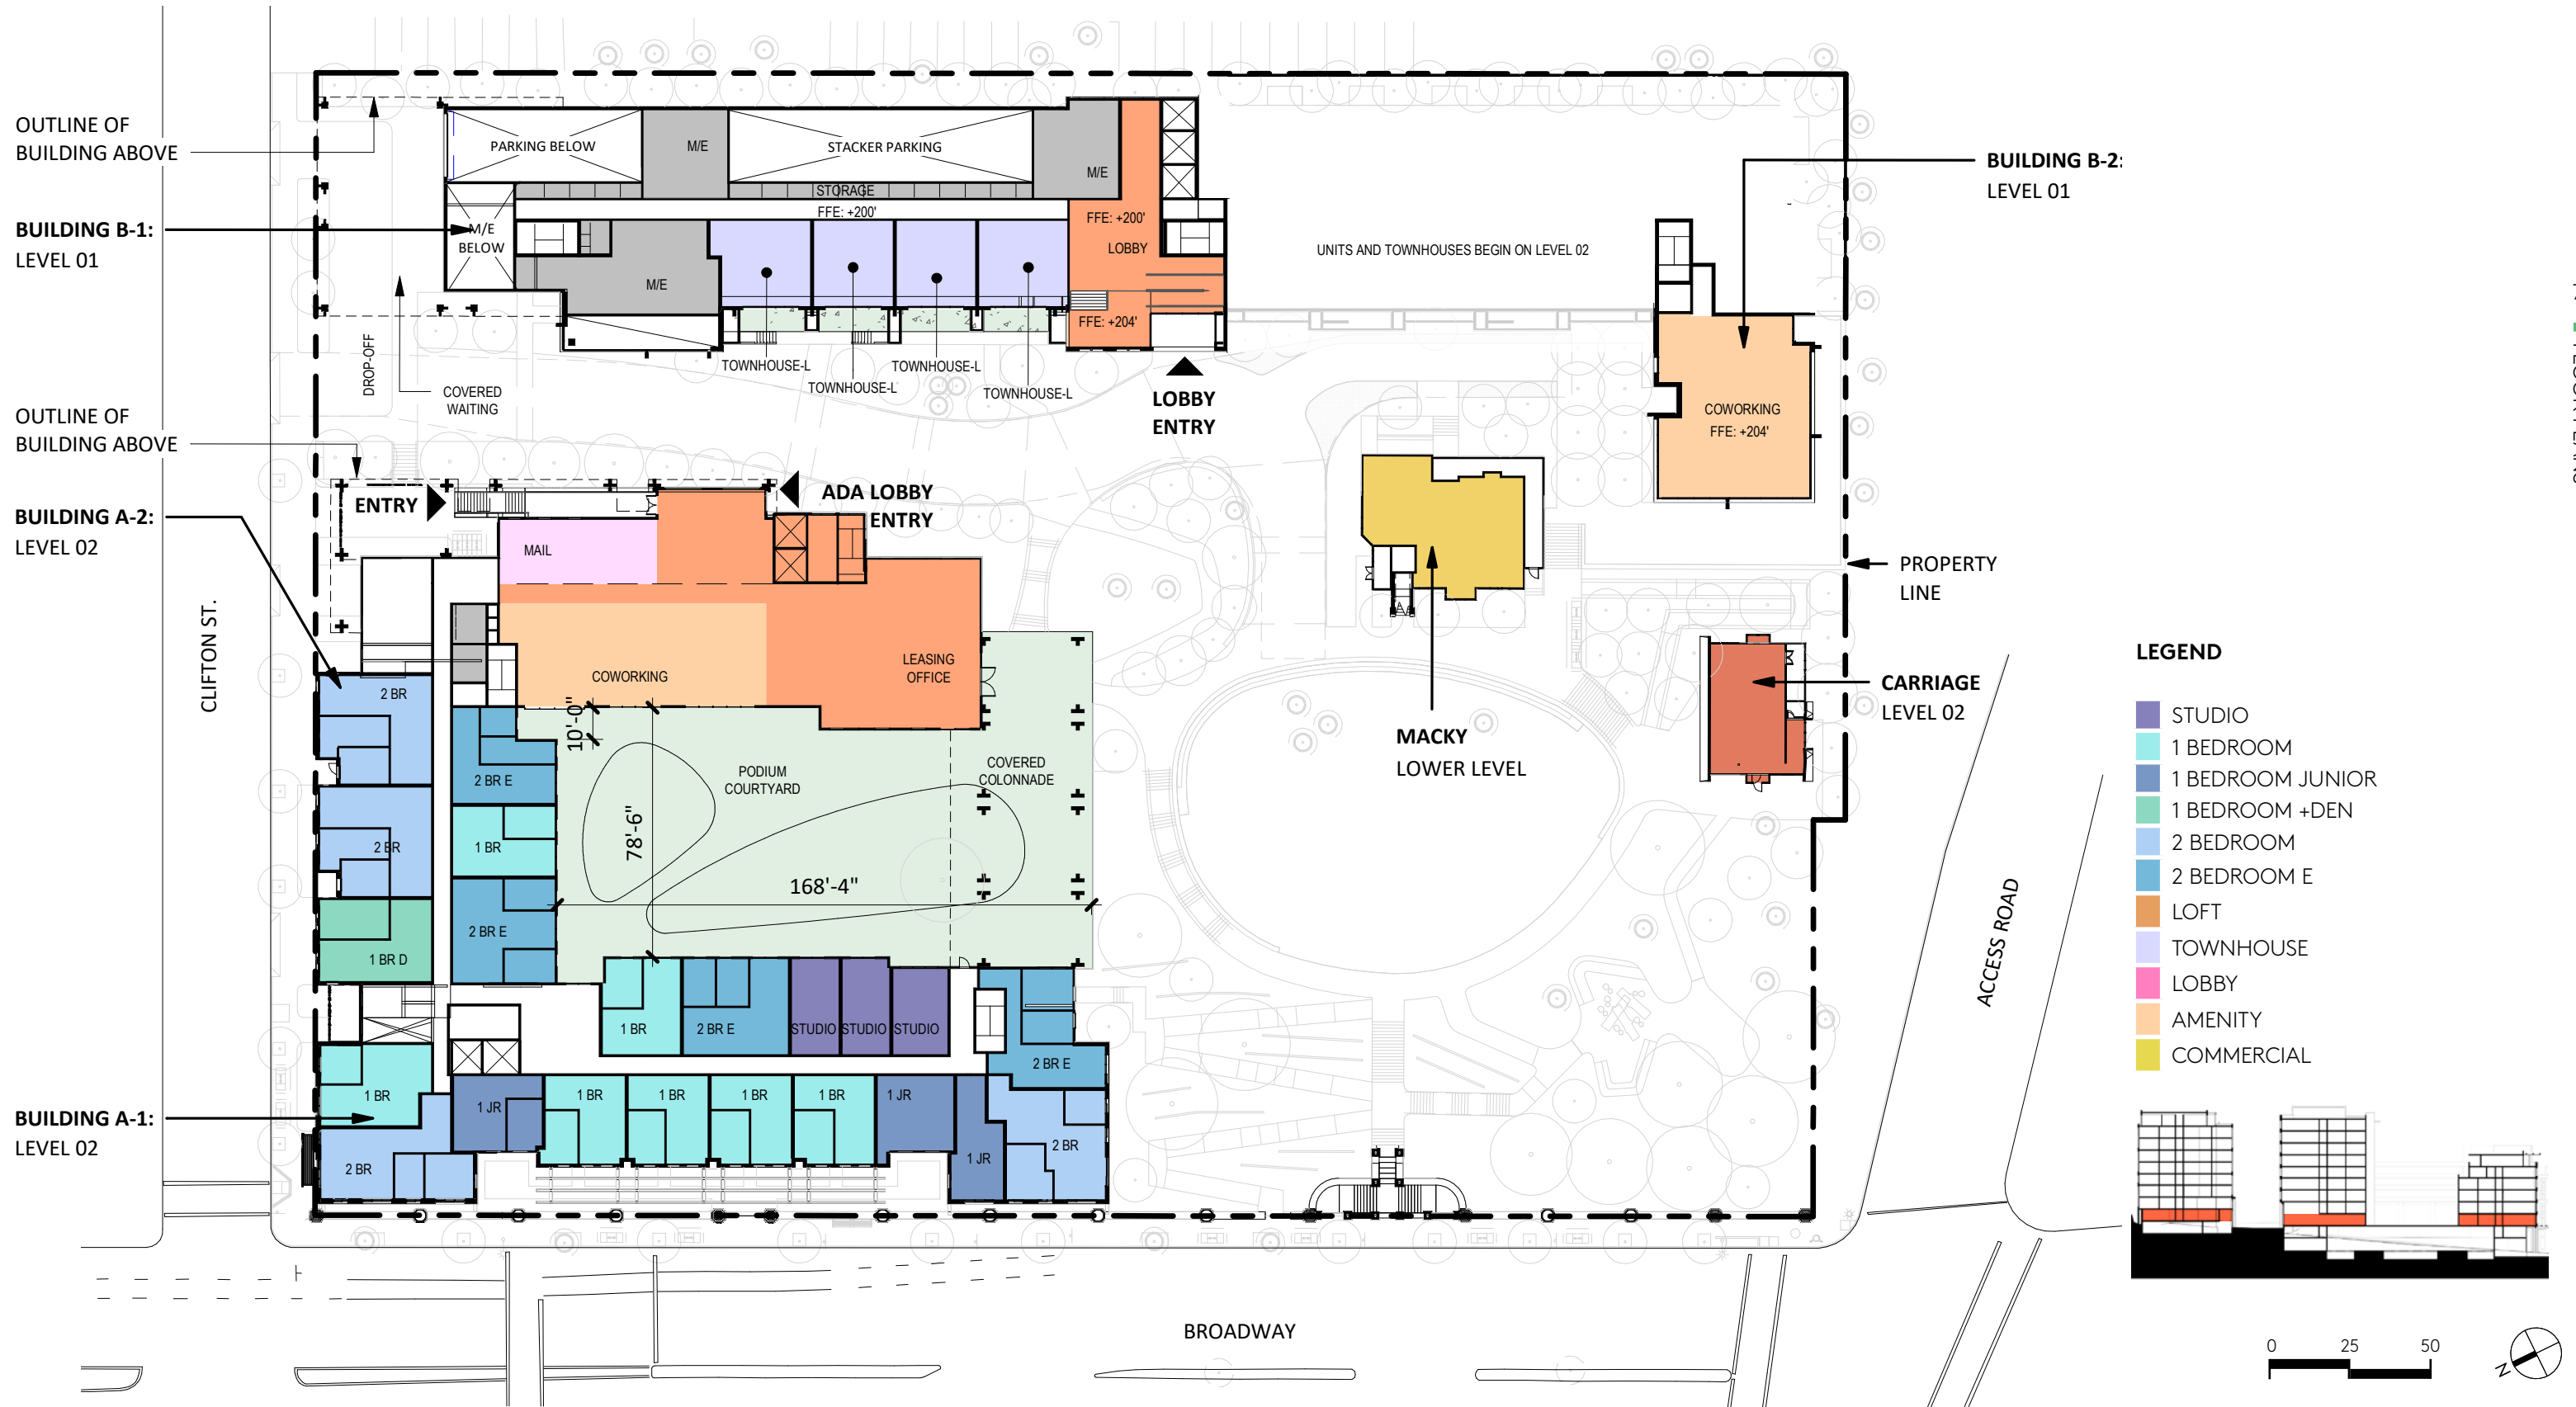 OUTLINE OF
BUILDING ABOVE
BUILDING B-1:
LEVEL 01
OUTLINE OF
BUILDING ABOVE
BUILDING A-2:
LEVEL 02
BUILDING A-1:
LEVEL 02
CLIFTON ST.
DROP-OFF
COVERED
WAITING
PARKING BELOW
M/E
STACKER PARKING
M/E
STORAGE
FFE: +200'
M/E
BELOW
M/E
FFE: +200'
LOBBY
FFE: +204'
TOWNHOUSE-L
TOWNHOUSE-L
TOWNHOUSE-L
TOWNHOUSE-L
LOBBY
ENTRY
UNITS AND TOWNHOUSES BEGIN ON LEVEL 02
BUILDING B-2:
LEVEL 01
COWORKING
FFE: +204'
ENTRY
ADA LOBBY
ENTRY
MAIL
COWORKING
LEASING
OFFICE
10'-0"
78'-6"
168'-4"
PODIUM
COURTYARD
COVERED
COLONNADE
2 BR
2 BR E
2 BR
1 BR
2 BR E
1 BR D
1 BR
2 BR E
STUDIO
STUDIO
STUDIO
2 BR E
1 BR
2 BR
1 JR
1 BR
1 BR
1 BR
1 BR
1 JR
1 JR
2 BR
MACKY
LOWER LEVEL
PROPERTY
LINE
CARRIAGE
LEVEL 02
ACCESS ROAD
BROADWAY
LEGEND
STUDIO
1 BEDROOM
1 BEDROOM JUNIOR
1 BEDROOM +DEN
2 BEDROOM
2 BEDROOM E
LOFT
TOWNHOUSE
LOBBY
AMENITY
COMMERCIAL
0 25 50
N